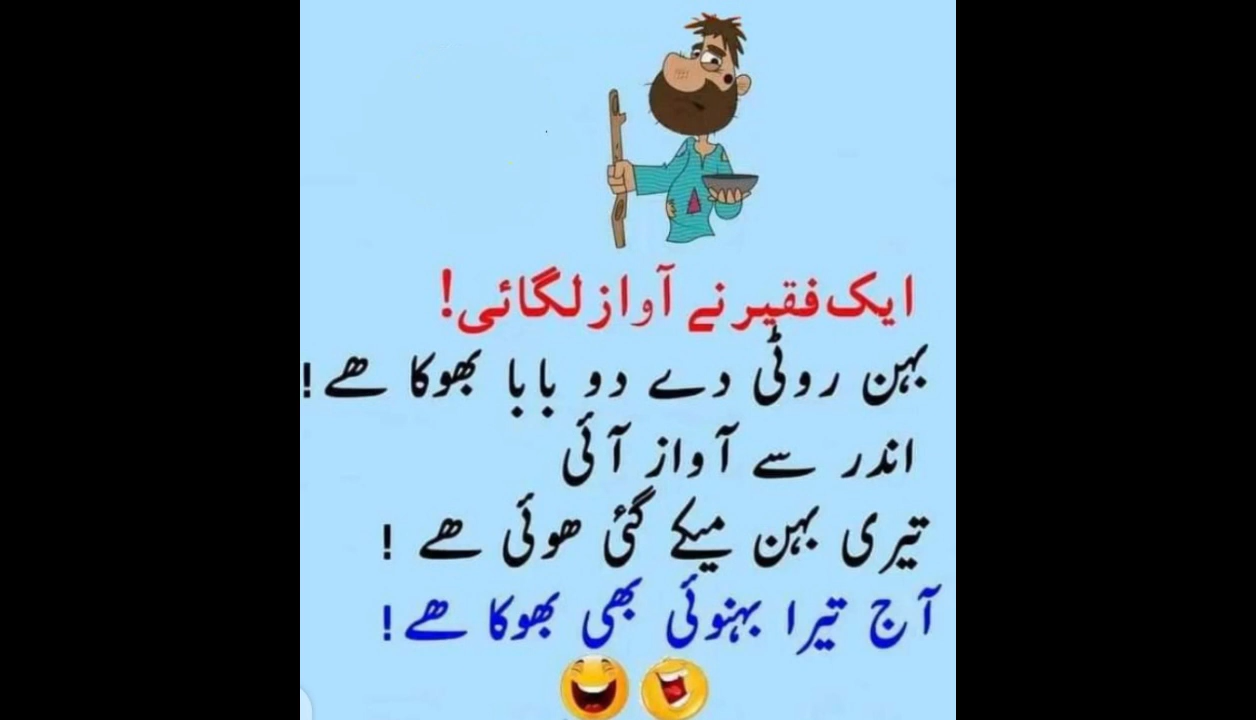 ایک فقیر نے آواز لگائی!
بہن روٹی دے دو بابا بھوکا ھے!
اندر سے آواز آئی
تیری بہن میکے گئی ھوئی ھے !
آج تیرا بہنوئی بھی بھوکا ھے!